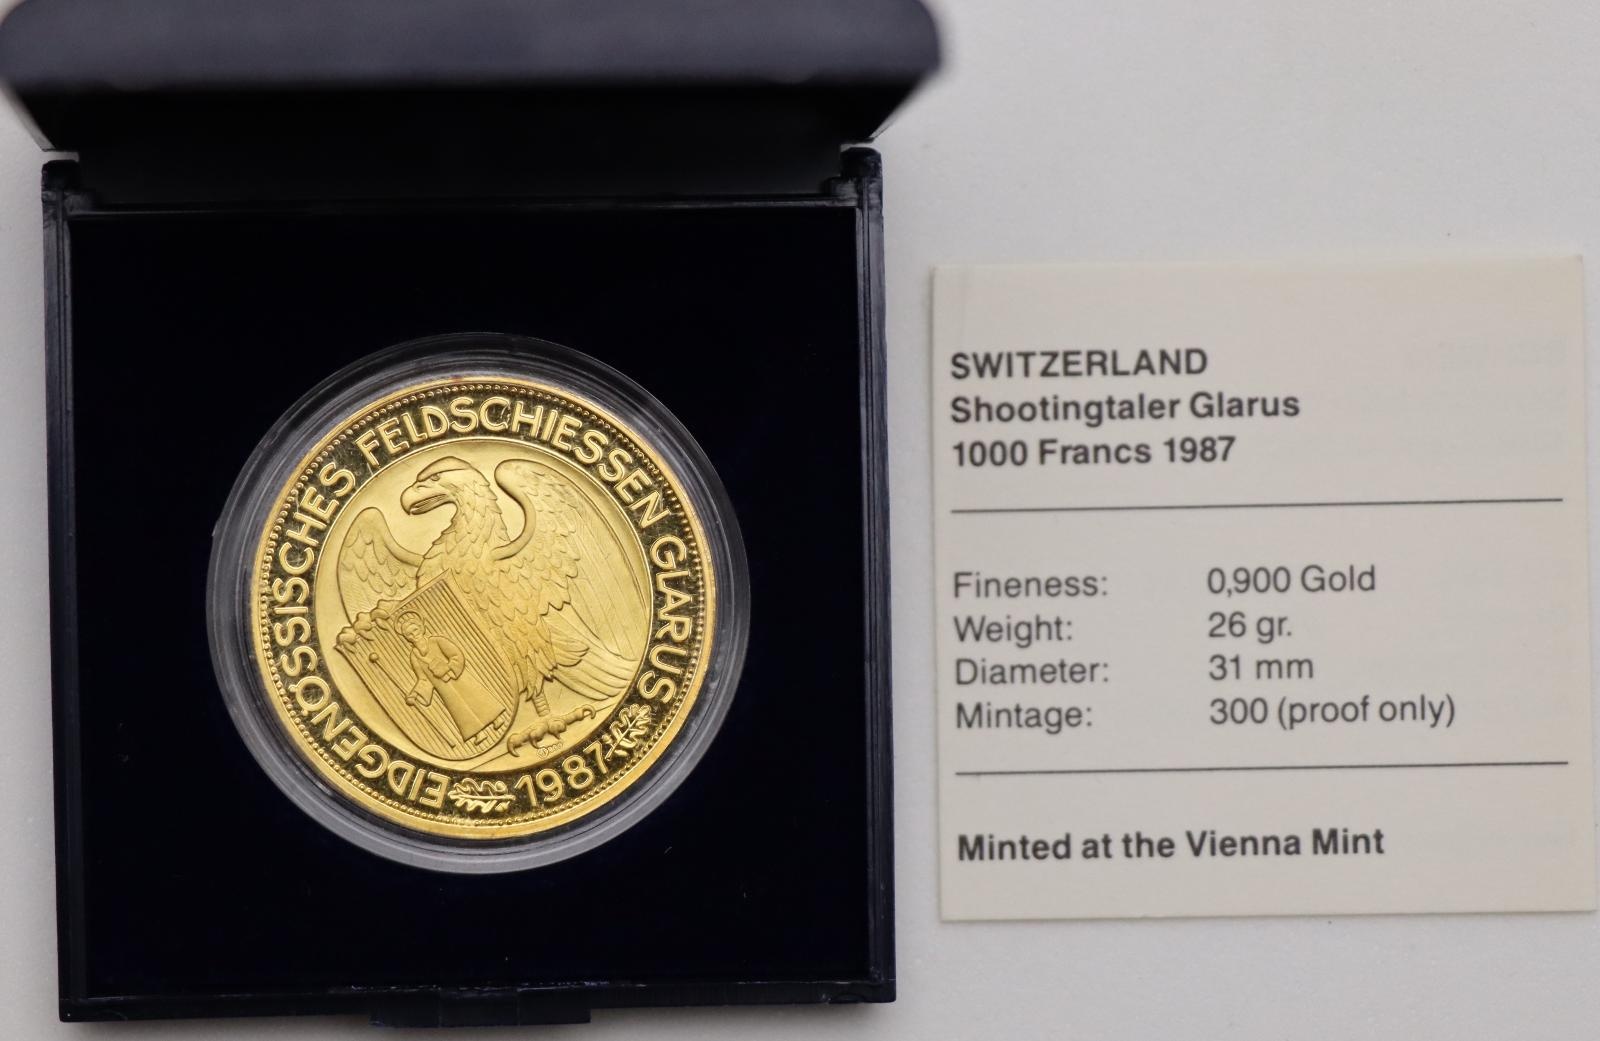 EIDGENÖSSISCHES FELDSCHIESSEN GLARUS
1987
SWITZERLAND
Shootingtaler Glarus
1000 Francs 1987
Fineness: 0,900 Gold
Weight: 26 gr.
Diameter: 31 mm
Mintage: 300 (proof only)
Minted at the Vienna Mint